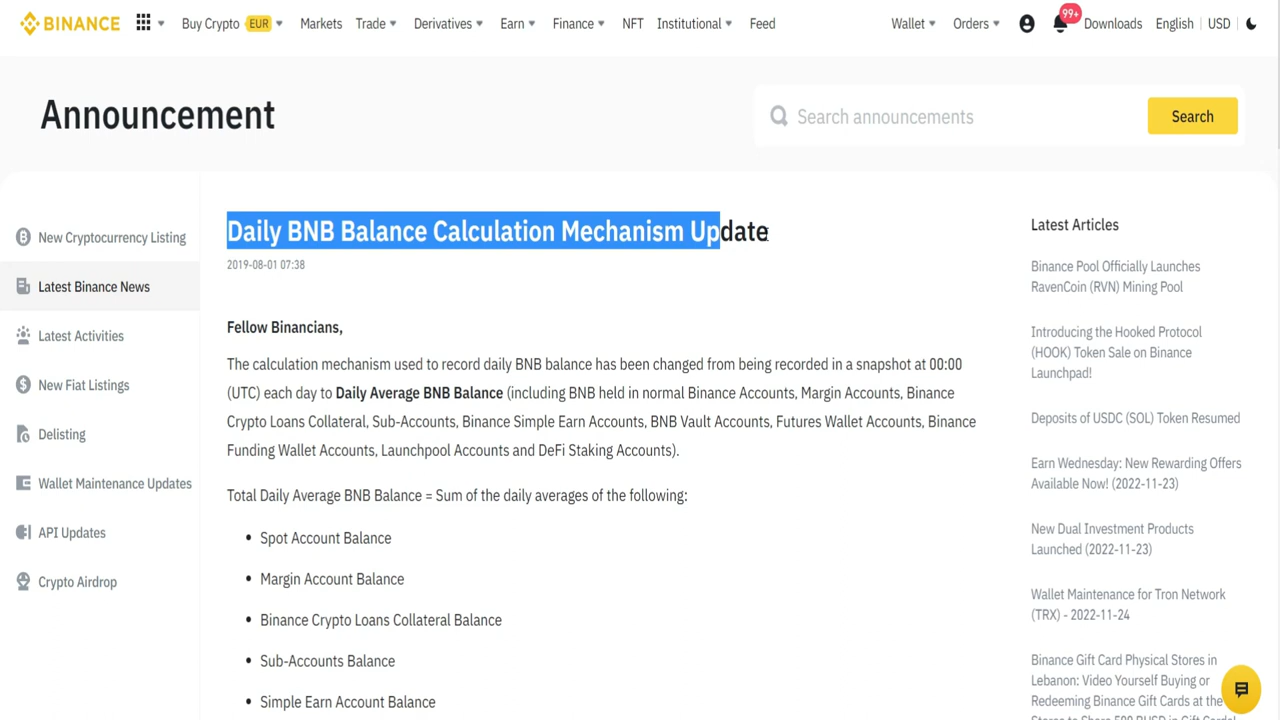 BINANCE Buy Crypto EUR Markets Trade Derivatives Earn Finance NFT Institutional Feed Wallet Orders 99+ Downloads English USD
Announcement
Search announcements Search
New Cryptocurrency Listing
Latest Binance News
Latest Activities
New Fiat Listings
Delisting
Wallet Maintenance Updates
API Updates
Crypto Airdrop
Daily BNB Balance Calculation Mechanism Update
2019-08-01 07:38
Fellow Binancians,
The calculation mechanism used to record daily BNB balance has been changed from being recorded in a snapshot at 00:00
(UTC) each day to Daily Average BNB Balance (including BNB held in normal Binance Accounts, Margin Accounts, Binance
Crypto Loans Collateral, Sub-Accounts, Binance Simple Earn Accounts, BNB Vault Accounts, Futures Wallet Accounts, Binance
Funding Wallet Accounts, Launchpool Accounts and DeFi Staking Accounts).
Total Daily Average BNB Balance = Sum of the daily averages of the following:
• Spot Account Balance
• Margin Account Balance
• Binance Crypto Loans Collateral Balance
• Sub-Accounts Balance
• Simple Earn Account Balance
Latest Articles
Binance Pool Officially Launches
RavenCoin (RVN) Mining Pool
Introducing the Hooked Protocol
(HOOK) Token Sale on Binance
Launchpad!
Deposits of USDC (SOL) Token Resumed
Earn Wednesday: New Rewarding Offers
Available Now! (2022-11-23)
New Dual Investment Products
Launched (2022-11-23)
Wallet Maintenance for Tron Network
(TRX) - 2022-11-24
Binance Gift Card Physical Stores in
Lebanon: Video Yourself Buying or
Redeeming Binance Gift Cards at the